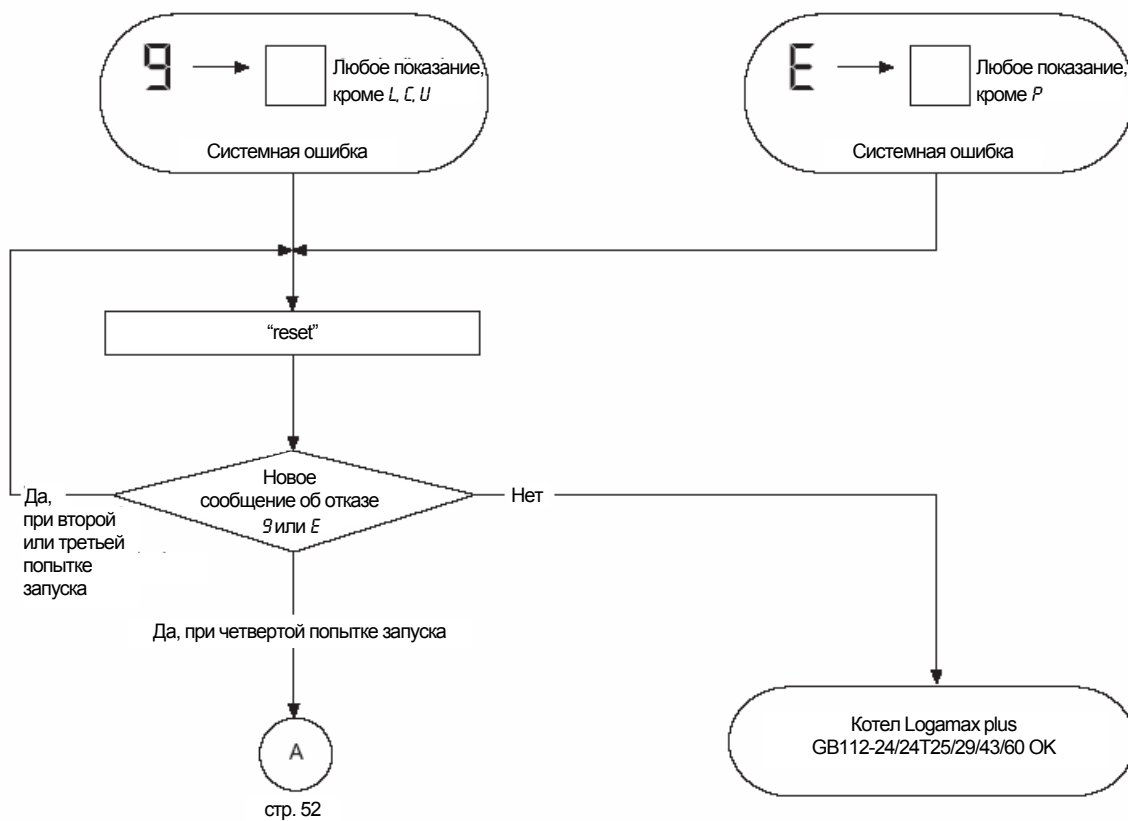 9
Любое показание,
кроме L, C, U
Системная ошибка
E
Любое показание,
кроме P
Системная ошибка
“reset”
Новое
сообщение об отказе
9 или E
Да,
при второй
или третьей
попытке
запуска
Нет
Да, при четвертой попытке запуска
A
стр. 52
Котел Logamax plus
GB112-24/24T25/29/43/60 OK